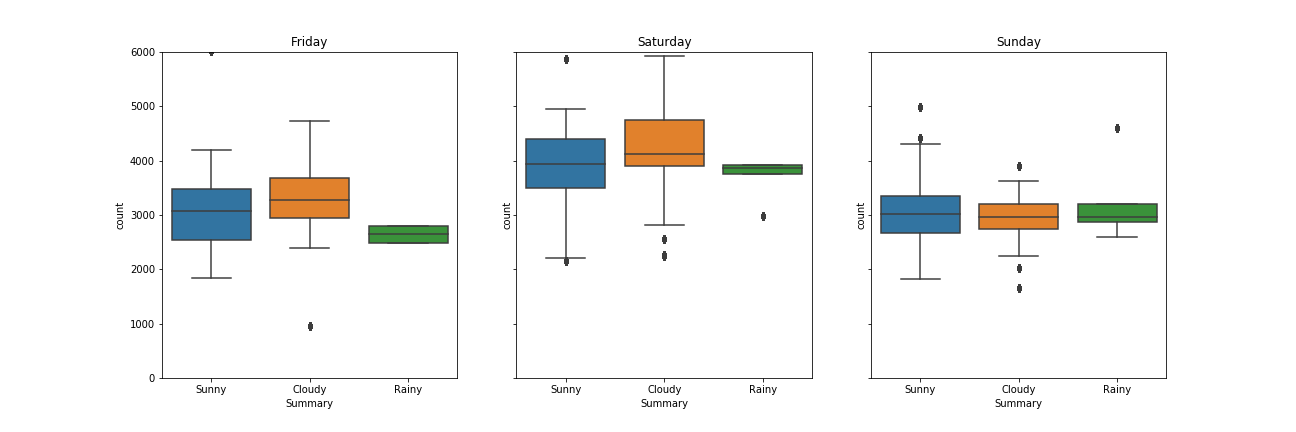 Friday
Saturday
Sunday
6000
5000
4000
3000
2000
1000
0
count
count
count
Sunny Cloudy Rainy
Sunny Cloudy Rainy
Sunny Cloudy Rainy
Summary
Summary
Summary